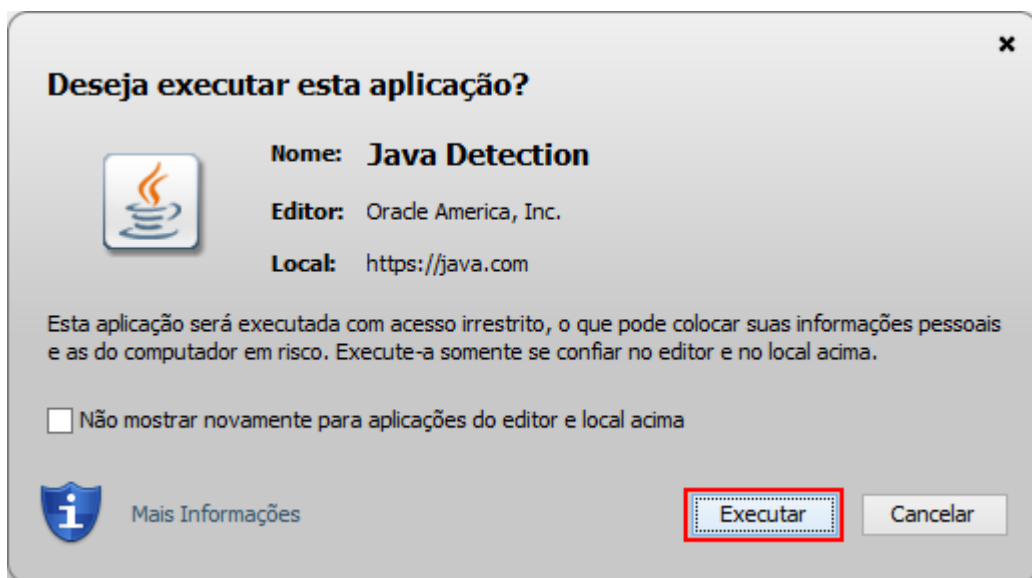 Deseja executar esta aplicação?
Nome: Java Detection
Editor: Oracle America, Inc.
Local: https://java.com
Esta aplicação será executada com acesso irrestrito, o que pode colocar suas informações pessoais
e as do computador em risco. Execute-a somente se confiar no editor e no local acima.
Não mostrar novamente para aplicações do editor e local acima
Mais Informações
Executar
Cancelar